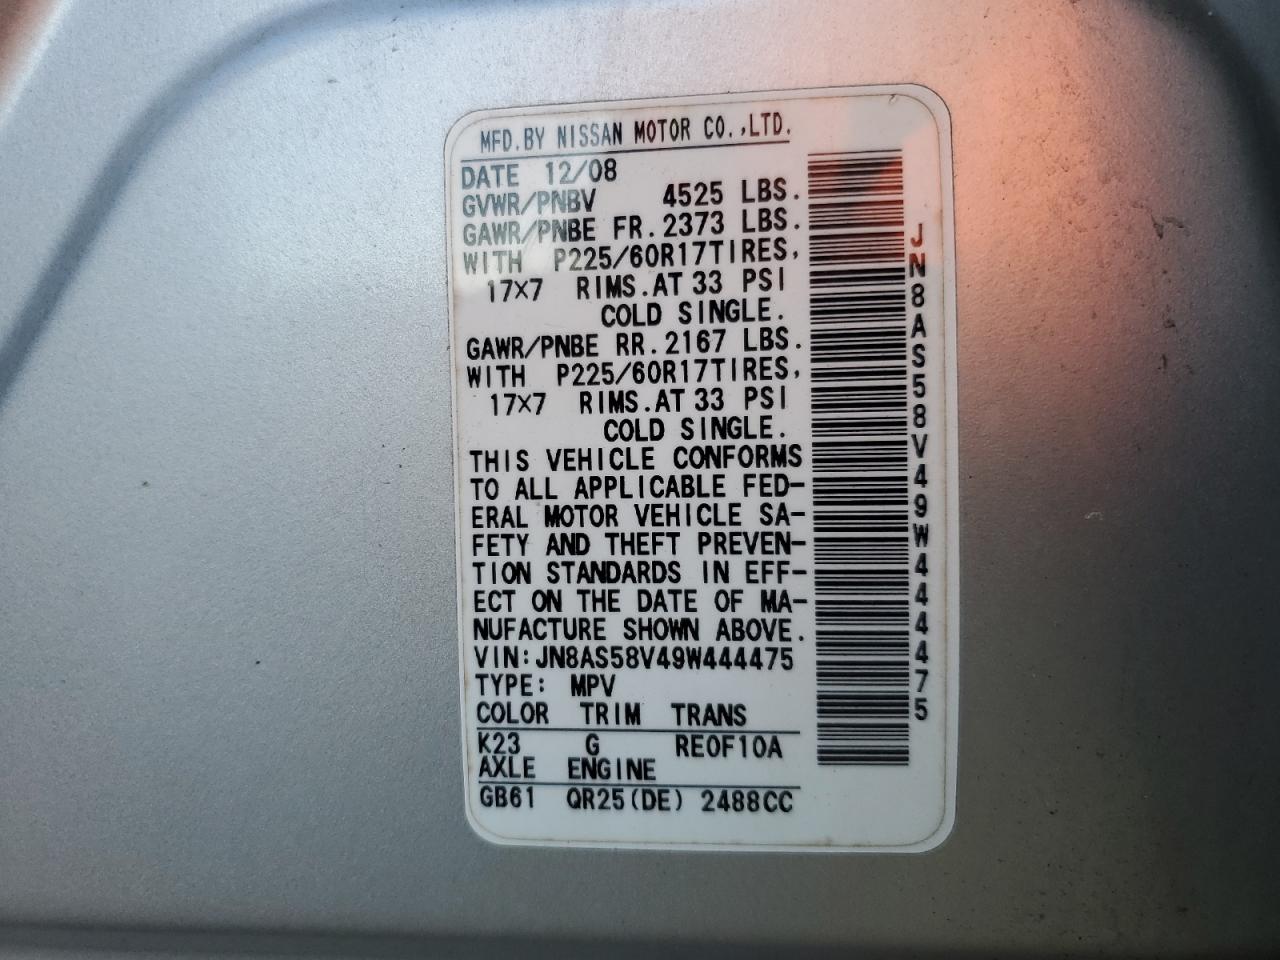 MFD.BY NISSAN MOTOR CO.,LTD.
DATE 12/08
GVWR/PNBV 4525 LBS.
GAWR/PNBE FR.2373 LBS.
WITH P225/60R17TIRES,
17×7 RIMS.AT 33 PSI
COLD SINGLE.
GAWR/PNBE RR.2167 LBS.
WITH P225/60R17TIRES,
17×7 RIMS.AT 33 PSI
COLD SINGLE.
THIS VEHICLE CONFORMS
TO ALL APPLICABLE FED-
ERAL MOTOR VEHICLE SA-
FETY AND THEFT PREVEN-
TION STANDARDS IN EFF-
ECT ON THE DATE OF MA-
NUFACTURE SHOWN ABOVE.
VIN:JN8AS58V49W444475
TYPE: MPV
COLOR TRIM TRANS
K23 G RE0F10A
AXLE ENGINE
GB61 QR25(DE) 2488CC
JN8AS58V49W444475